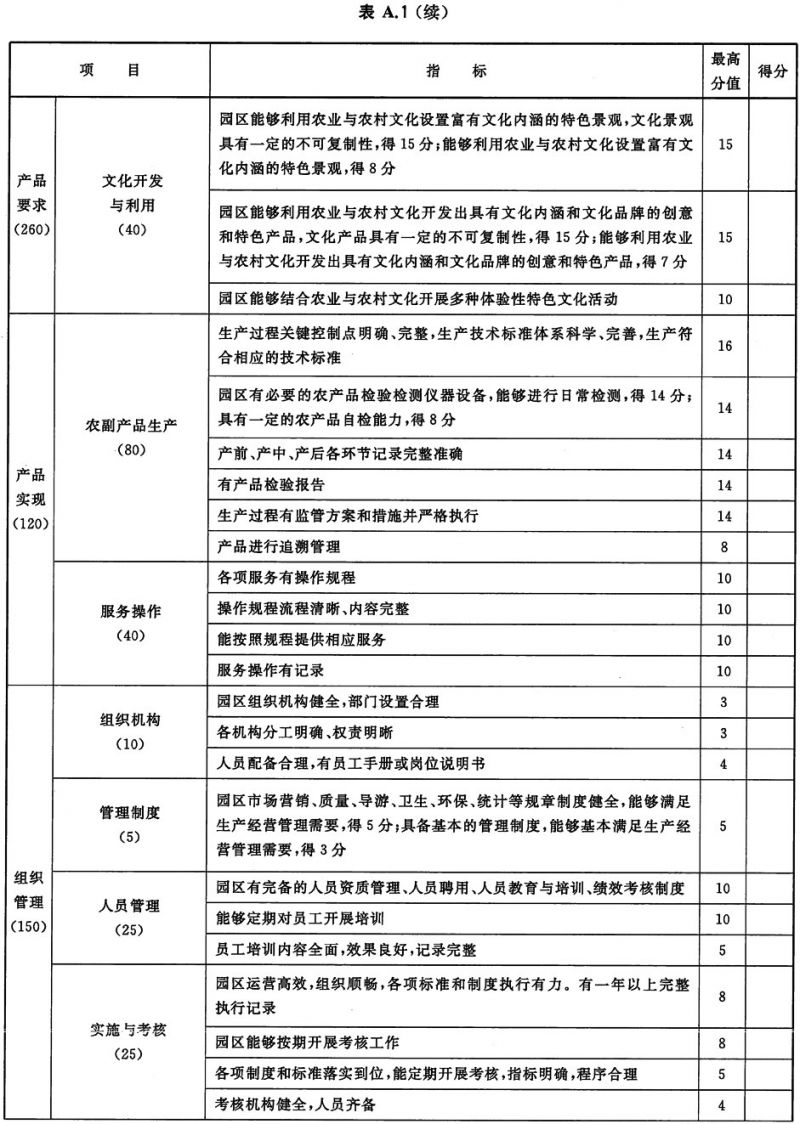 表 A.1(续)
项 目
指 标
最高
分值
得分
产品
要求
(260)
文化开发
与利用
(40)
园区能够利用农业与农村文化设置富有文化内涵的特色景观,文化景观
具有一定的不可复制性,得 15 分;能够利用农业与农村文化设置富有文
化内涵的特色景观,得 8 分
15
园区能够利用农业与农村文化开发出具有文化内涵和文化品牌的创意
和特色产品,文化产品具有一定的不可复制性,得 15 分;能够利用农业
与农村文化开发出具有文化内涵和文化品牌的创意和特色产品,得 7 分
15
园区能够结合农业与农村文化开展多种体验性特色文化活动
10
产品
实现
(120)
农副产品生产
(80)
生产过程关键控制点明确、完整,生产技术标准体系科学、完善,生产符
合相应的技术标准
16
园区有必要的农产品检验检测仪器设备,能够进行日常检测,得 14 分;
具有一定的农产品自检能力,得 8 分
14
产前、产中、产后各环节记录完整准确
14
有产品检验报告
14
生产过程有监管方案和措施并严格执行
14
产品进行追溯管理
8
服务操作
(40)
各项服务有操作规程
10
操作规程流程清晰、内容完整
10
能按照规程提供相应服务
10
服务操作有记录
10
组织
管理
(150)
组织机构
(10)
园区组织机构健全,部门设置合理
3
各机构分工明确、权责明晰
3
人员配备合理,有员工手册或岗位说明书
4
管理制度
(5)
园区市场营销、质量、导游、卫生、环保、统计等规章制度健全,能够满足
生产经营管理需要,得 5 分;具备基本的管理制度,能够基本满足生产经
营管理需要,得 3 分
5
人员管理
(25)
园区有完备的人员资质管理、人员聘用、人员教育与培训、绩效考核制度
10
能够定期对员工开展培训
10
员工培训内容全面,效果良好,记录完整
5
实施与考核
(25)
园区运营高效,组织顺畅,各项标准和制度执行有力。有一年以上完整
执行记录
8
园区能够按期开展考核工作
8
各项制度和标准落实到位,能定期开展考核,指标明确,程序合理
5
考核机构健全,人员齐备
4